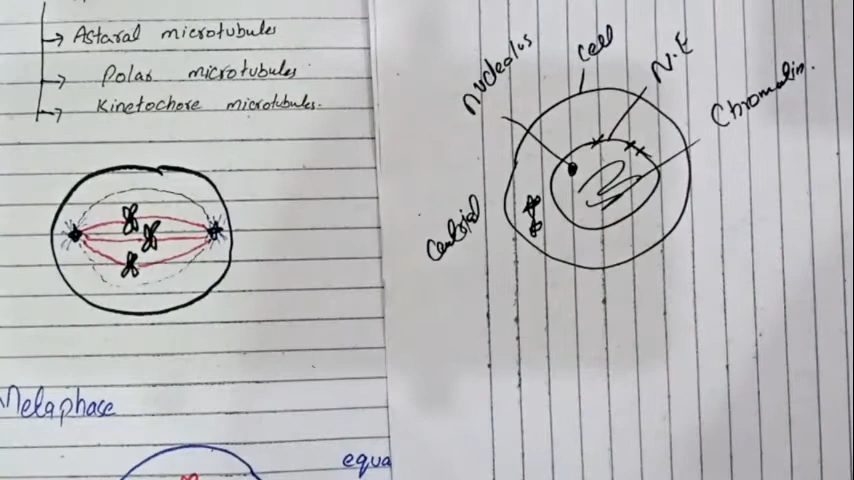 Astaral microtubules
Polar microtubules
Kinetochore microtubules.
Metaphase
equa
nucleolus
cell
N.E
Chromatin.
Centriol